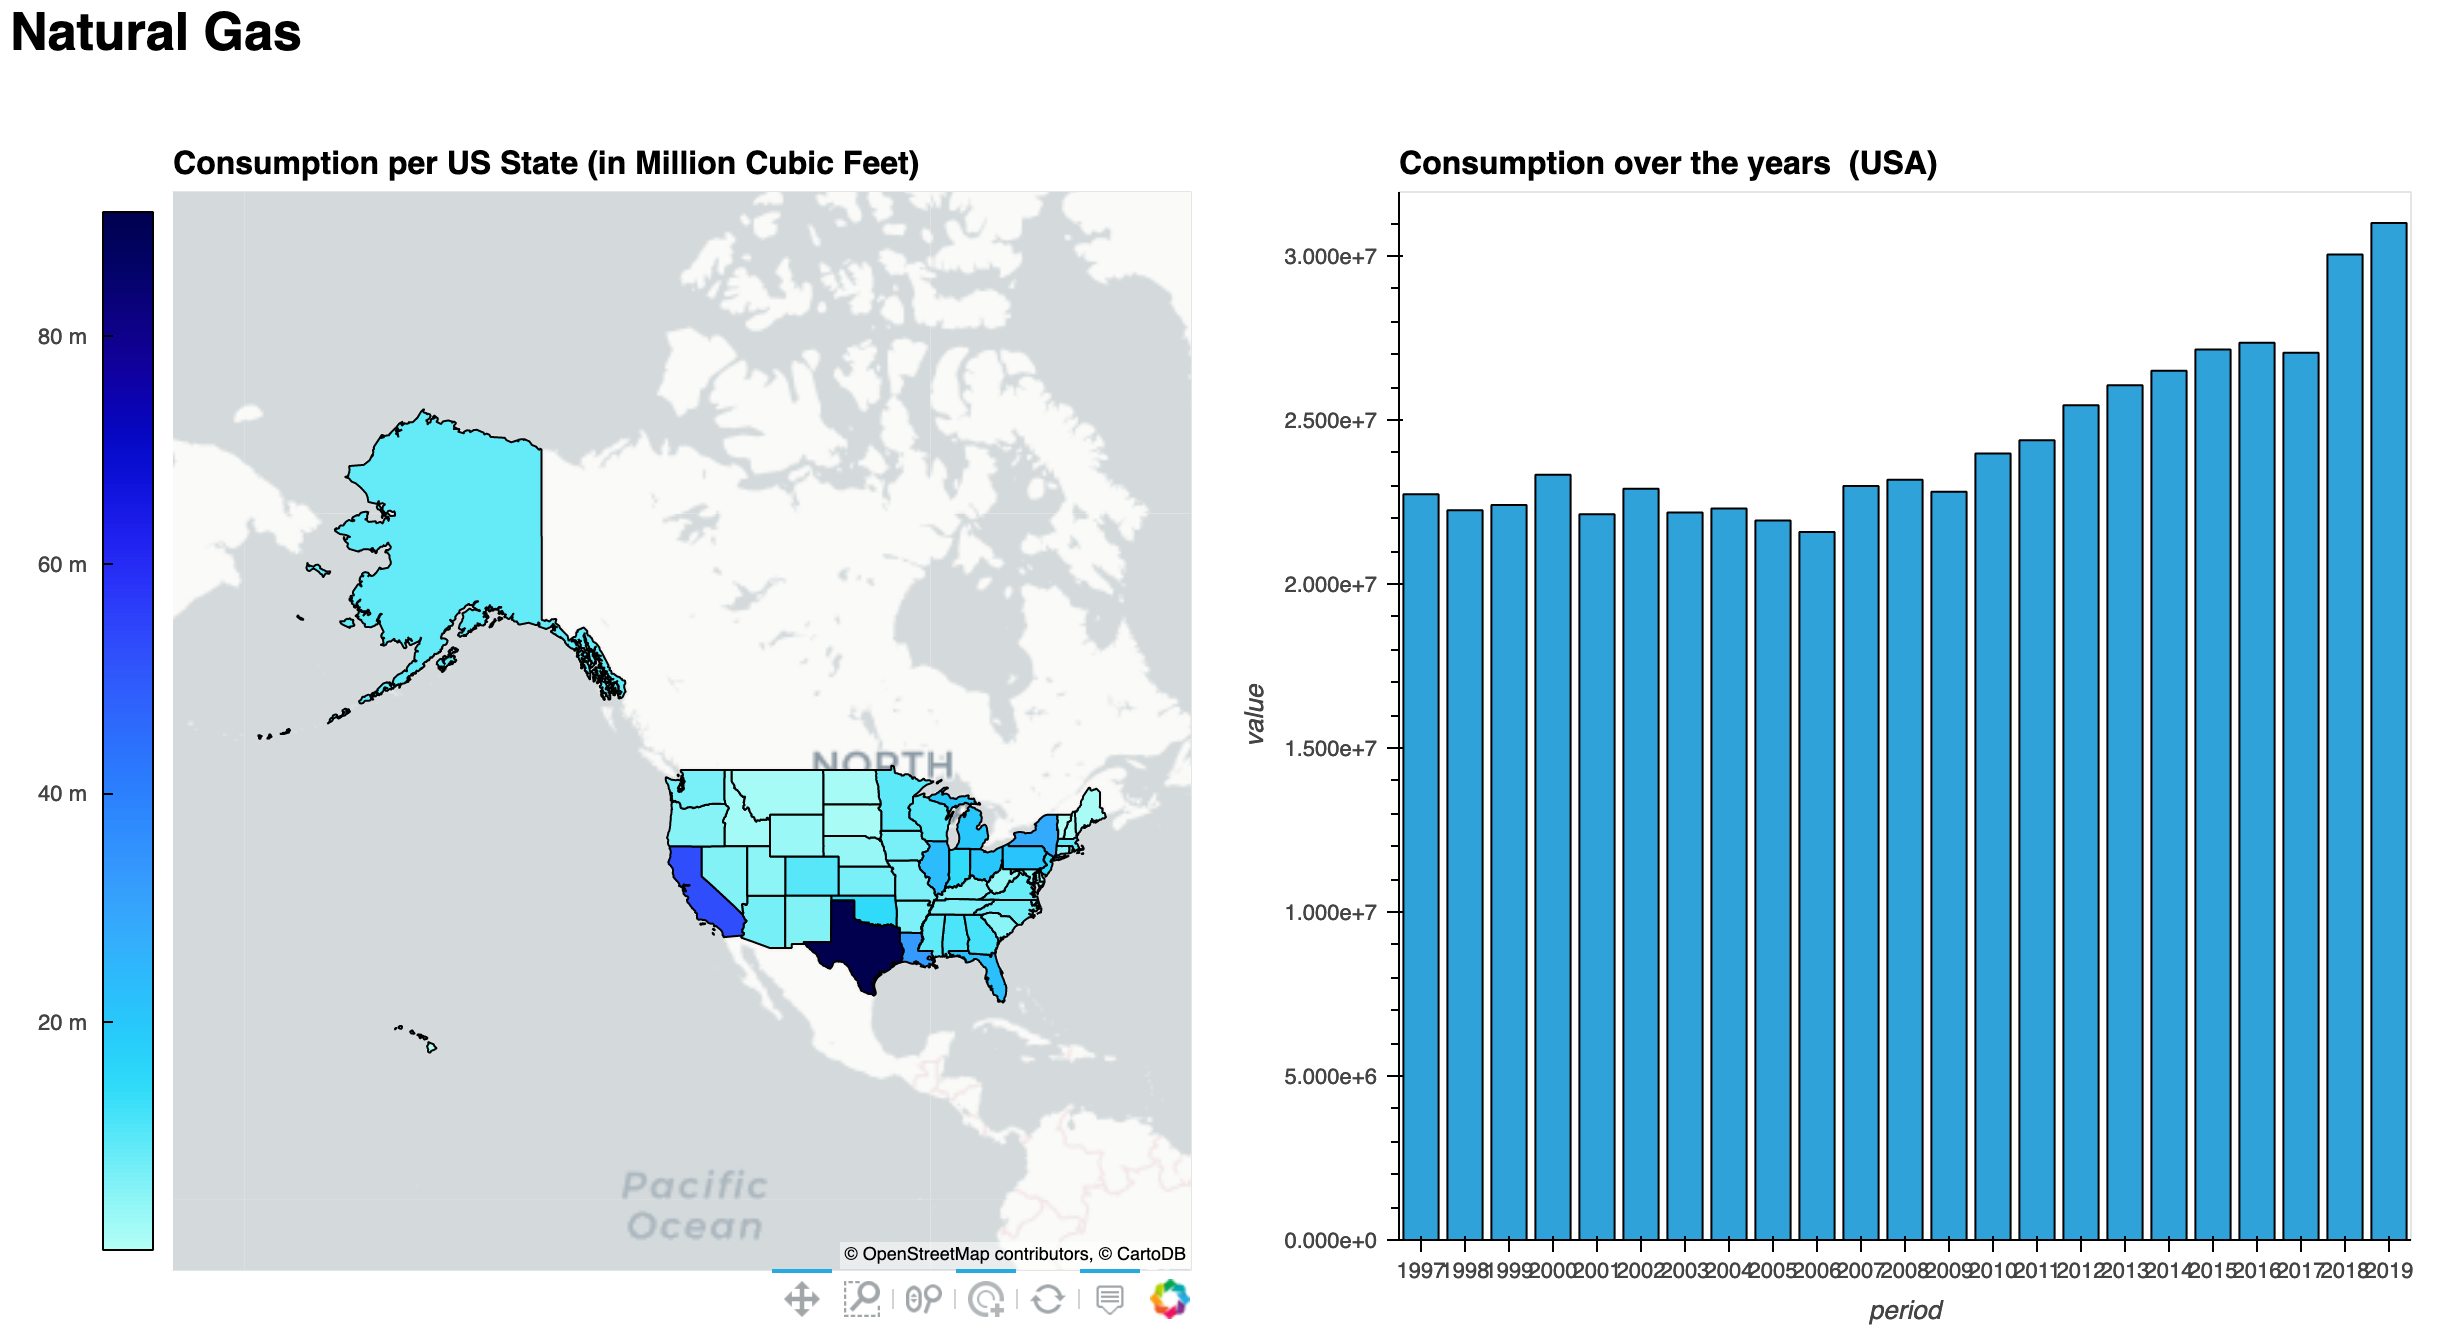 Natural Gas
Consumption per US State (in Million Cubic Feet)
80 m
60 m
40 m
20 m
NORTH
Pacific
Ocean
© OpenStreetMap contributors, © CartoDB
Consumption over the years  (USA)
3.000e+7
2.500e+7
2.000e+7
1.500e+7
1.000e+7
5.000e+6
0.000e+0
value
1997 1998 1999 2000 2001 2002 2003 2004 2005 2006 2007 2008 2009 2010 2011 2012 2013 2014 2015 2016 2017 2018 2019
period